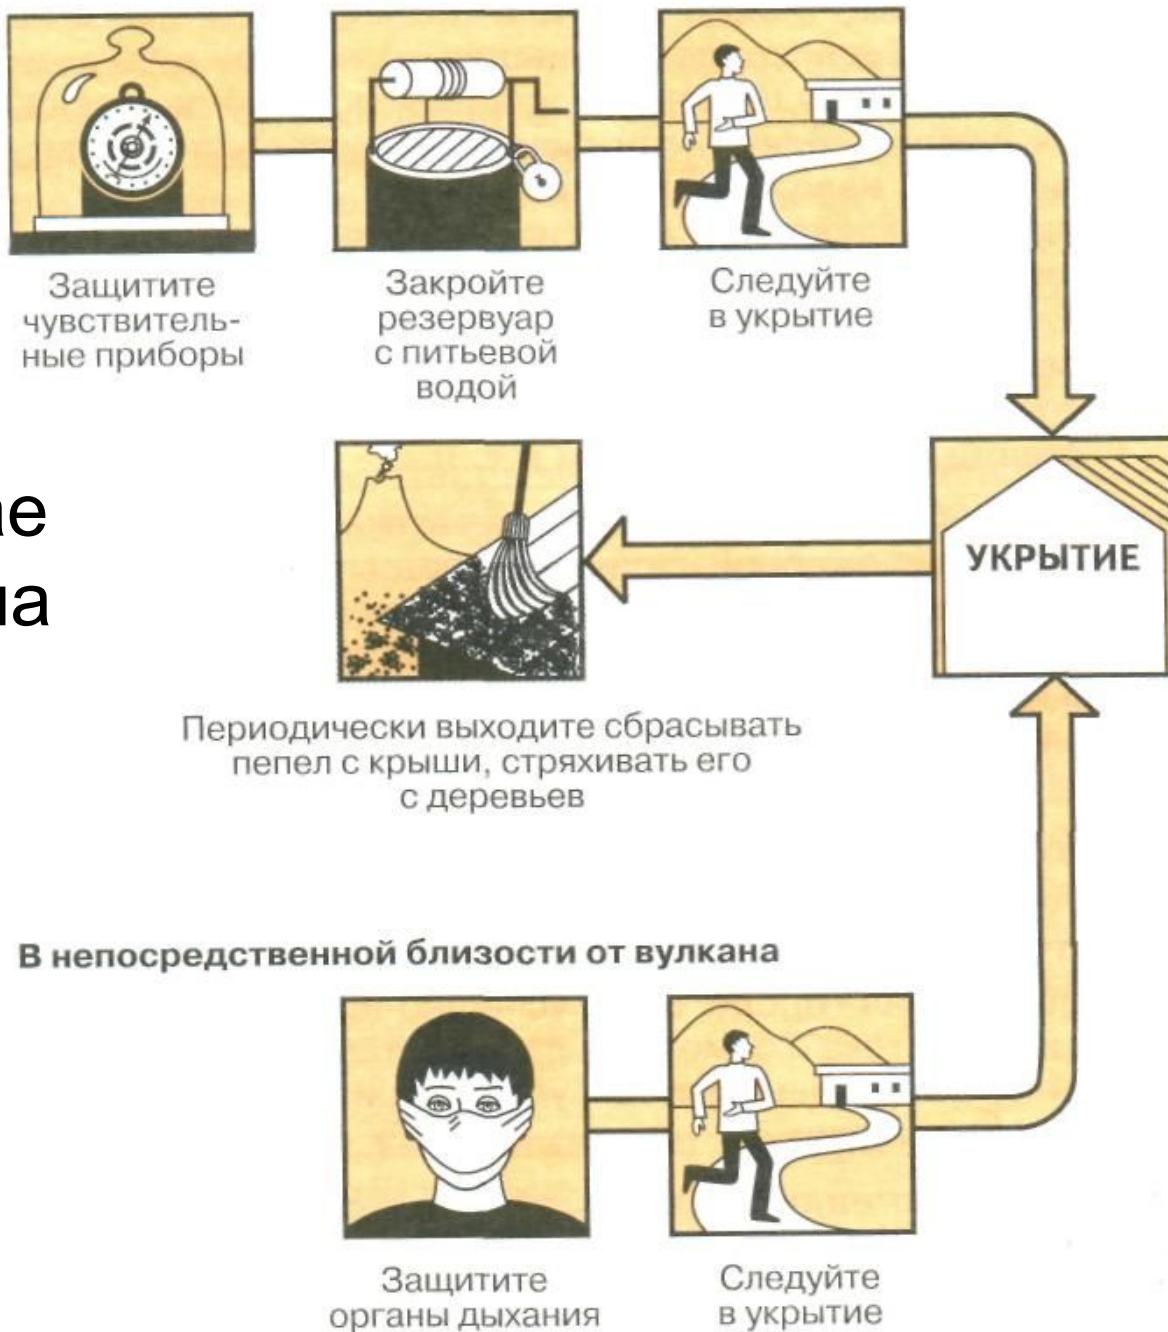 Защитите
чувствитель-
ные приборы
Закройте
резервуар
с питьевой
водой
Следуйте
в укрытие
УКРЫТИЕ
Периодически выходите сбрасывать
пепел с крыши, стряхивать его
с деревьев
В непосредственной близости от вулкана
Защитите
органы дыхания
Следуйте
в укрытие